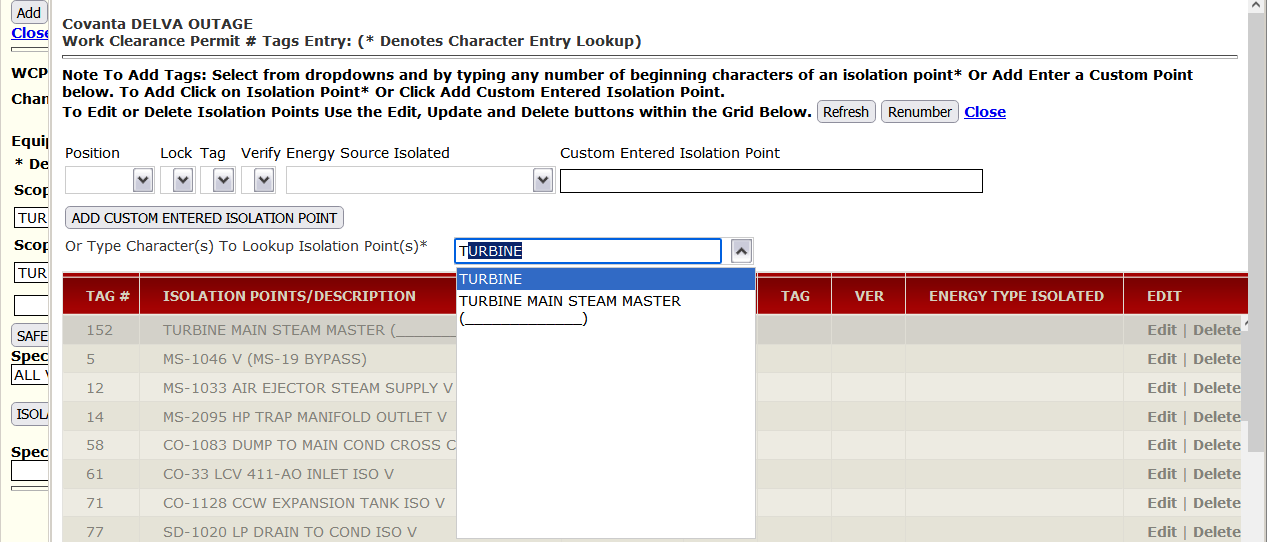 Add
Close
WCP
Chan
Equip
* De
Scop
TUR
Scop
TUR
SAFE
Spec
ALL V
ISOLA
Spec
Covanta DELVA OUTAGE
Work Clearance Permit # Tags Entry: (* Denotes Character Entry Lookup)
Note To Add Tags: Select from dropdowns and by typing any number of beginning characters of an isolation point* Or Add Enter a Custom Point
below. To Add Click on Isolation Point* Or Click Add Custom Entered Isolation Point.
To Edit or Delete Isolation Points Use the Edit, Update and Delete buttons within the Grid Below. Refresh Renumber Close
Position Lock Tag Verify Energy Source Isolated Custom Entered Isolation Point
ADD CUSTOM ENTERED ISOLATION POINT
Or Type Character(s) To Lookup Isolation Point(s)* TURBINE
TURBINE
TURBINE MAIN STEAM MASTER
(______________)
TAG # ISOLATION POINTS/DESCRIPTION TAG VER ENERGY TYPE ISOLATED EDIT
152 TURBINE MAIN STEAM MASTER (_______ Edit | Delete
5 MS-1046 V (MS-19 BYPASS) Edit | Delete
12 MS-1033 AIR EJECTOR STEAM SUPPLY V Edit | Delete
14 MS-2095 HP TRAP MANIFOLD OUTLET V Edit | Delete
58 CO-1083 DUMP TO MAIN COND CROSS C Edit | Delete
61 CO-33 LCV 411-AO INLET ISO V Edit | Delete
71 CO-1128 CCW EXPANSION TANK ISO V Edit | Delete
77 SD-1020 LP DRAIN TO COND ISO V Edit | Delete